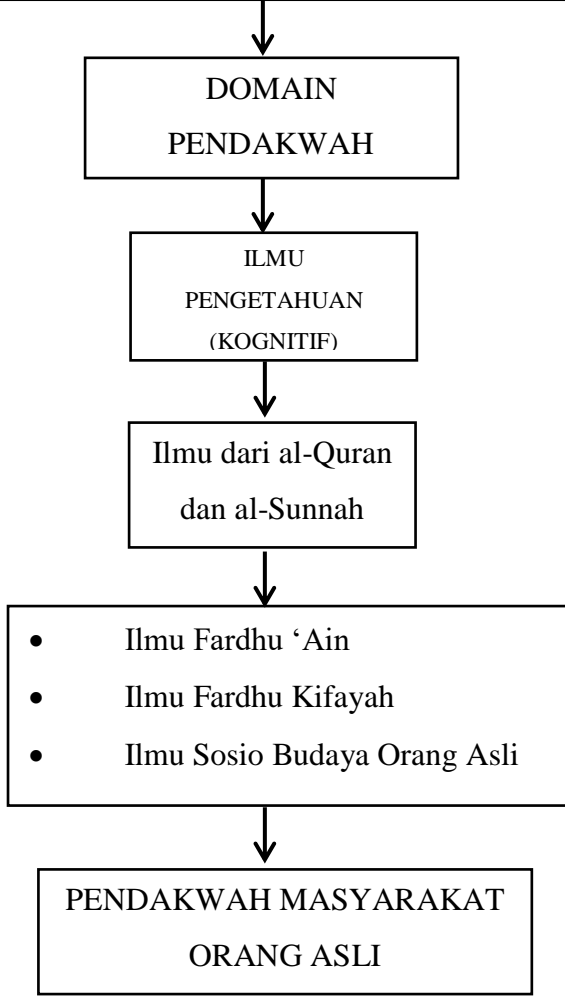 DOMAIN
PENDAKWAH
ILMU
PENGETAHUAN
(KOGNITIF)
Ilmu dari al-Quran
dan al-Sunnah
• Ilmu Fardhu ‘Ain
• Ilmu Fardhu Kifayah
• Ilmu Sosio Budaya Orang Asli
PENDAKWAH MASYARAKAT
ORANG ASLI